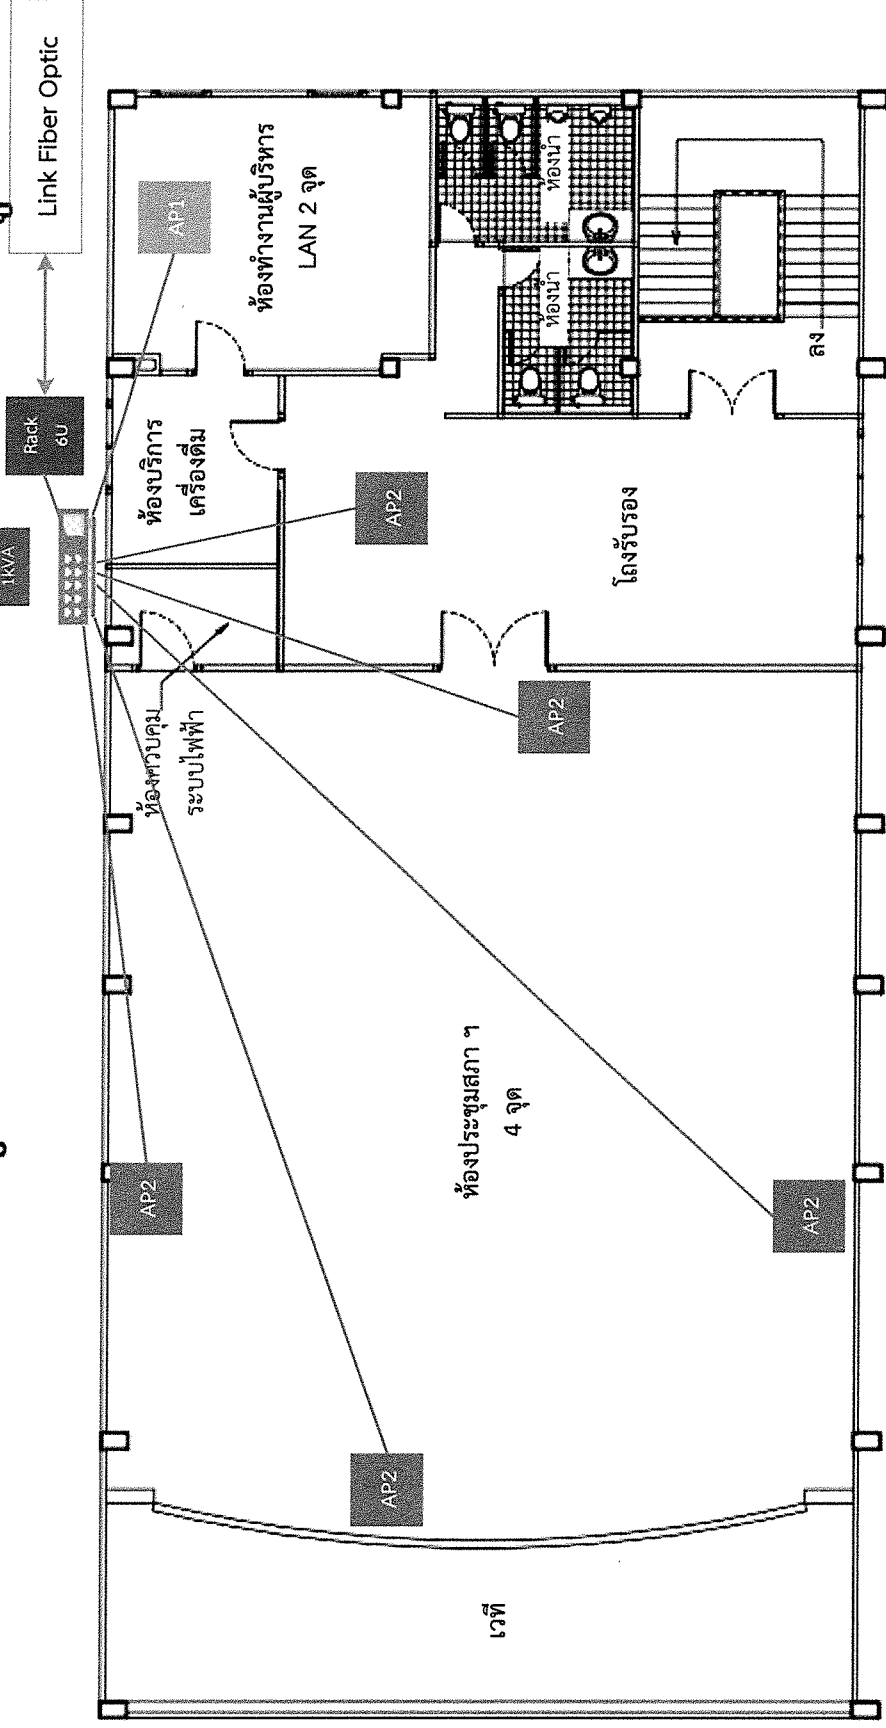 Link Fiber Optic
Rack
6U
1kVA
AP1
ห้องทำงานผู้บริหาร
LAN 2 จุด
ห้องน้ำ
ห้องน้ำ
ลง
ห้องบริการ
เครื่องดื่ม
AP2
โถงรับรอง
ห้องควบคุม
ระบบไฟฟ้า
AP2
ห้องประชุมสภา ฯ
4 จุด
AP2
AP2
AP2
เวที